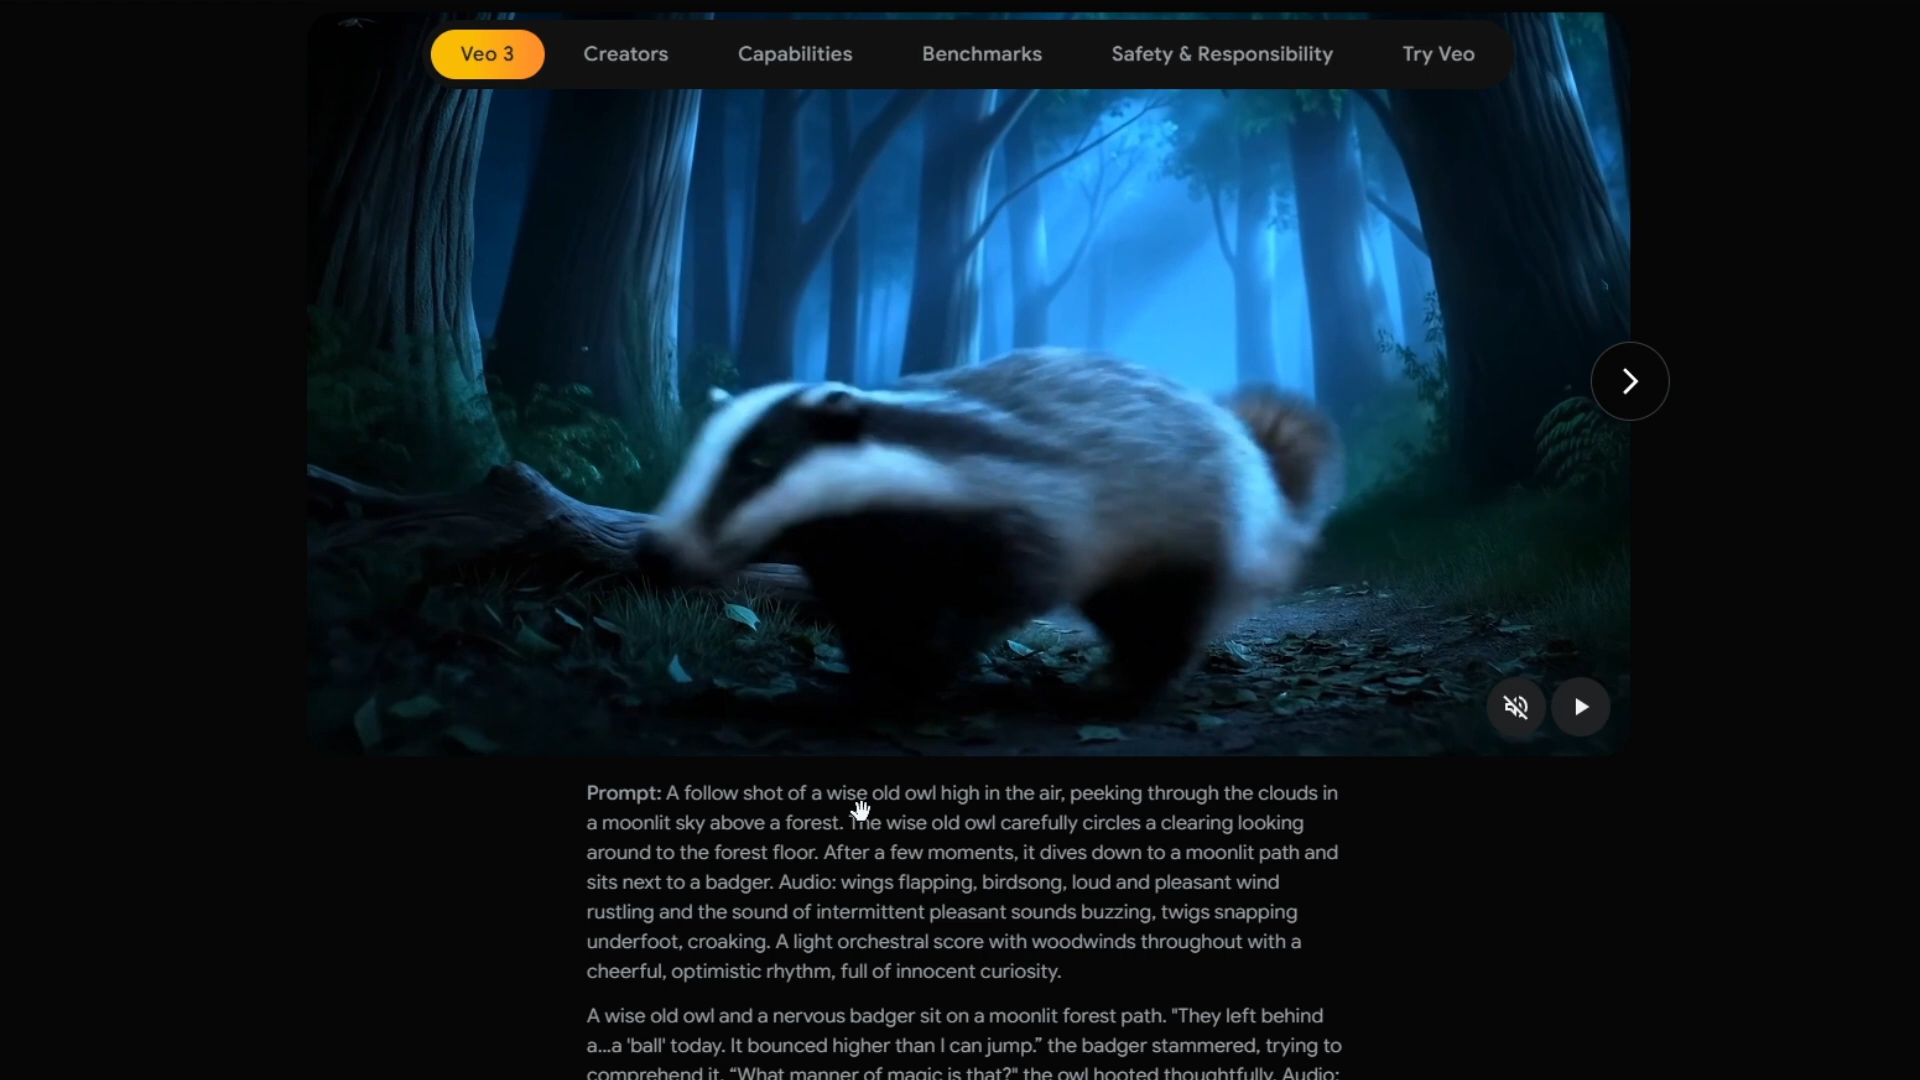 Veo 3 Creators Capabilities Benchmarks Safety & Responsibility Try Veo
Prompt: A follow shot of a wise old owl high in the air, peeking through the clouds in
a moonlit sky above a forest. The wise old owl carefully circles a clearing looking
around to the forest floor. After a few moments, it dives down to a moonlit path and
sits next to a badger. Audio: wings flapping, birdsong, loud and pleasant wind
rustling and the sound of intermittent pleasant sounds buzzing, twigs snapping
underfoot, croaking. A light orchestral score with woodwinds throughout with a
cheerful, optimistic rhythm, full of innocent curiosity.
A wise old owl and a nervous badger sit on a moonlit forest path. "They left behind
a...a 'ball' today. It bounced higher than I can jump.” the badger stammered, trying to
comprehend it. “What manner of magic is that?" the owl hooted thoughtfully. Audio: